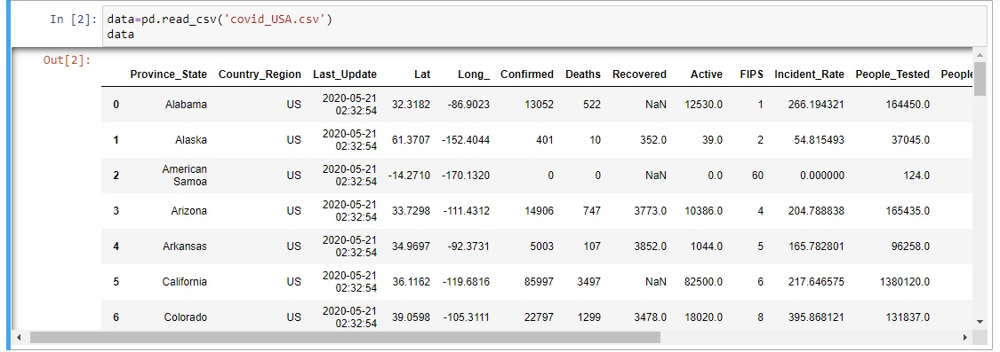 In [2]: data=pd.read_csv('covid_USA.csv')
data
Out[2]:
Province_State Country_Region Last_Update Lat Long_ Confirmed Deaths Recovered Active FIPS Incident_Rate People_Tested People
0 Alabama US 2020-05-21 02:32:54 32.3182 -86.9023 13052 522 NaN 12530.0 1 266.194321 164450.0
1 Alaska US 2020-05-21 02:32:54 61.3707 -152.4044 401 10 352.0 39.0 2 54.815493 37045.0
2 American Samoa US 2020-05-21 02:32:54 -14.2710 -170.1320 0 0 NaN 0.0 60 0.000000 124.0
3 Arizona US 2020-05-21 02:32:54 33.7298 -111.4312 14906 747 3773.0 10386.0 4 204.788838 165435.0
4 Arkansas US 2020-05-21 02:32:54 34.9697 -92.3731 5003 107 3852.0 1044.0 5 165.782801 96258.0
5 California US 2020-05-21 02:32:54 36.1162 -119.6816 85997 3497 NaN 82500.0 6 217.646575 1380120.0
6 Colorado US 2020-05-21 02:32:54 39.0598 -105.3111 22797 1299 3478.0 18020.0 8 395.868121 131837.0